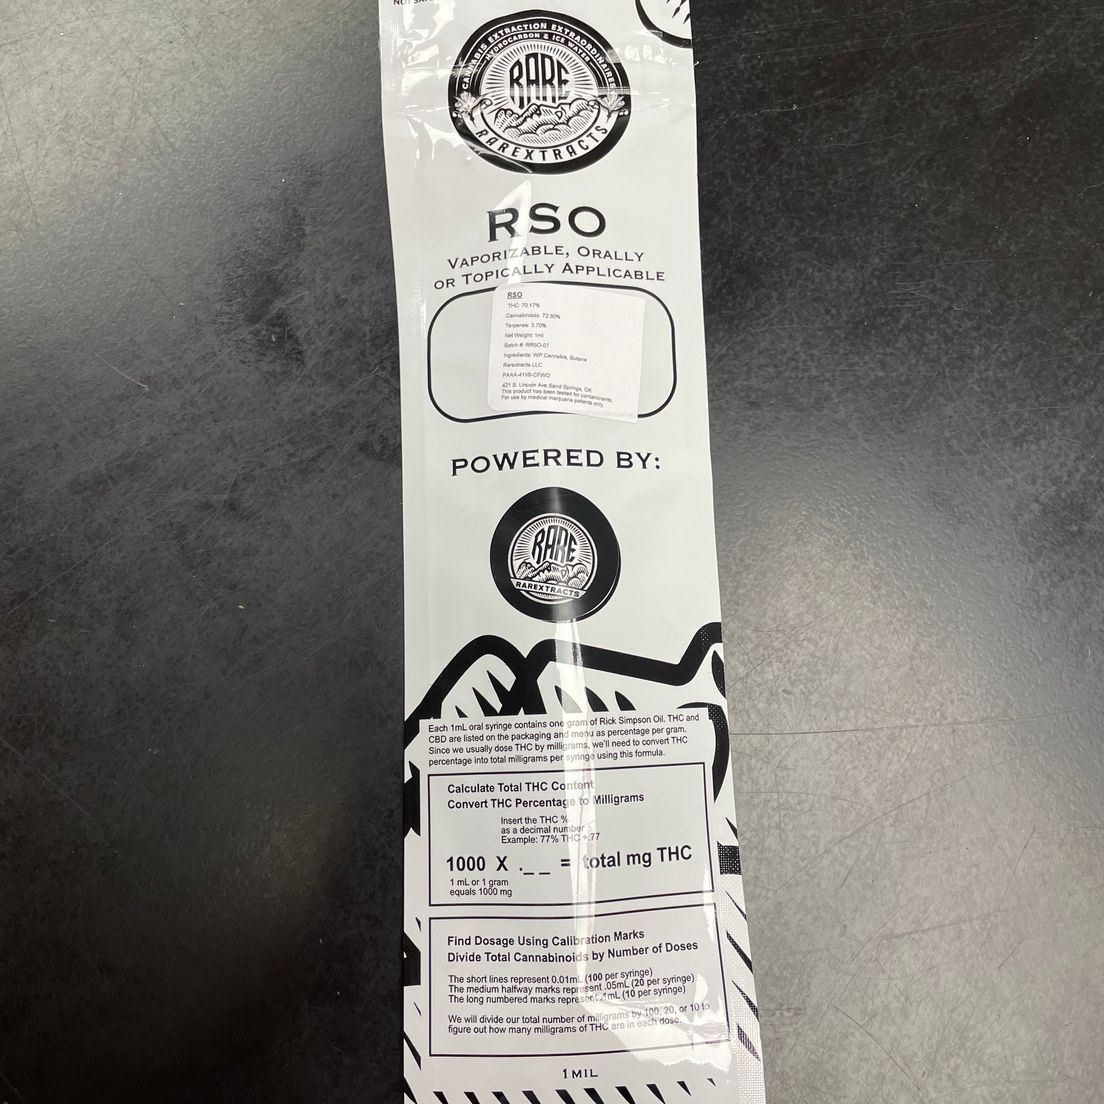 NOT SAF
CANNABIS EXTRACTION EXTRAORDINAIRES
HYDROCARBON & ICE WATER
RARE
RAREXTRACTS
RSO
VAPORIZABLE, ORALLY
OR TOPICALLY APPLICABLE
RSO
THC: 70.17%
Cannabinoids: 72.30%
Terpenes: 3.70%
Net Weight: 1ml
Batch #: RRSO-07
Ingredients: WP Cannabis, Butane
Rarextracts LLC
PAAA-41V9-CFWO
421 S. Lincoln Ave Sand Springs, OK
This product has been tested for contaminants.
For use by medical marijuana patients only.
POWERED BY:
RARE
RAREXTRACTS
Each 1mL oral syringe contains one gram of Rick Simpson Oil. THC and
CBD are listed on the packaging and menu as percentage per gram.
Since we usually dose THC by milligrams, we'll need to convert THC
percentage into total milligrams per syringe using this formula.
Calculate Total THC Content
Convert THC Percentage to Milligrams
Insert the THC %
as a decimal number
Example: 77% THC =.77
1000 X ._ _ = total mg THC
1 mL or 1 gram
equals 1000 mg
Find Dosage Using Calibration Marks
Divide Total Cannabinoids by Number of Doses
The short lines represent 0.01mL (100 per syringe)
The medium halfway marks represent .05mL (20 per syringe)
The long numbered marks represent .1mL (10 per syringe)
We will divide our total number of milligrams by 100, 20, or 10 to
figure out how many milligrams of THC are in each dose.
1 MIL